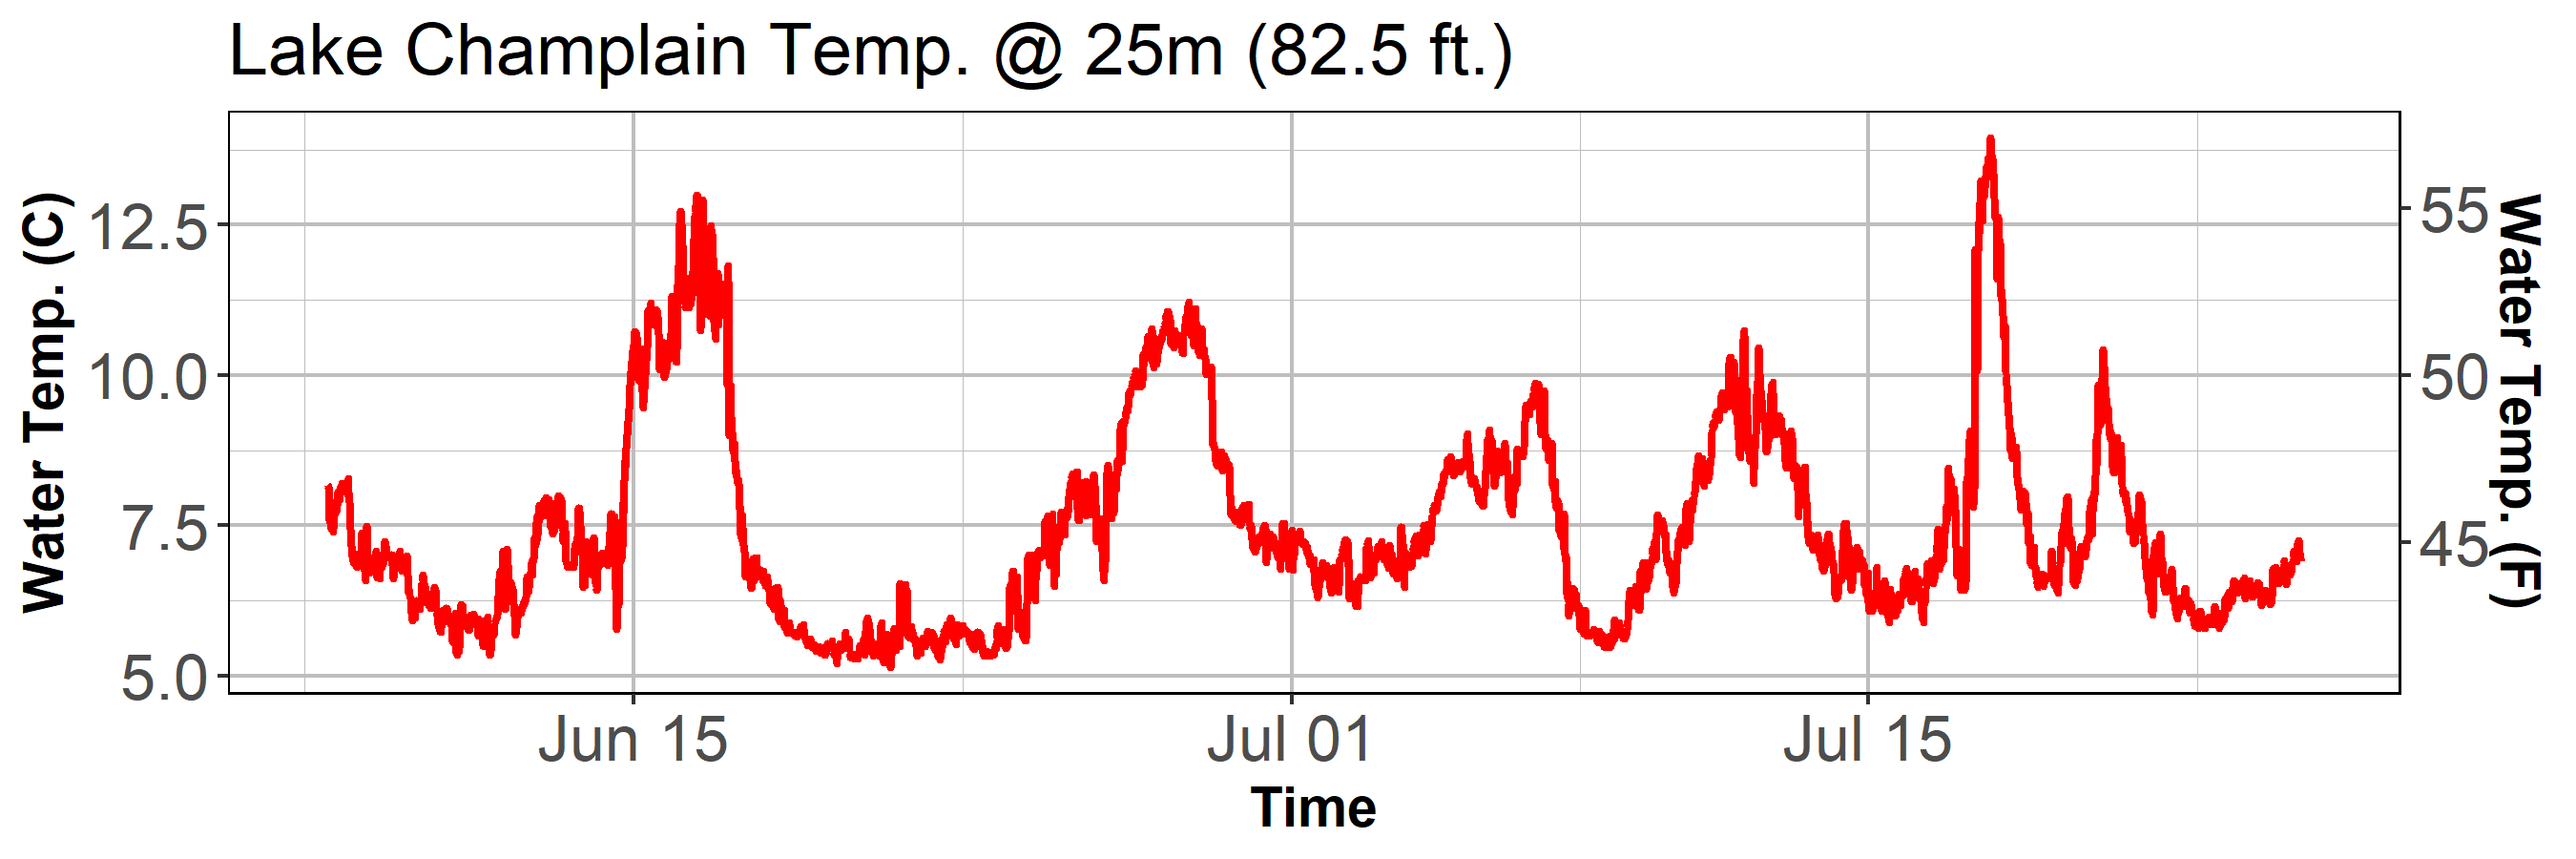 Lake Champlain Temp. @ 25m (82.5 ft.)
Water Temp. (C)
12.5
10.0
7.5
5.0
55
50
45
Water Temp. (F)
Jun 15
Jul 01
Jul 15
Time